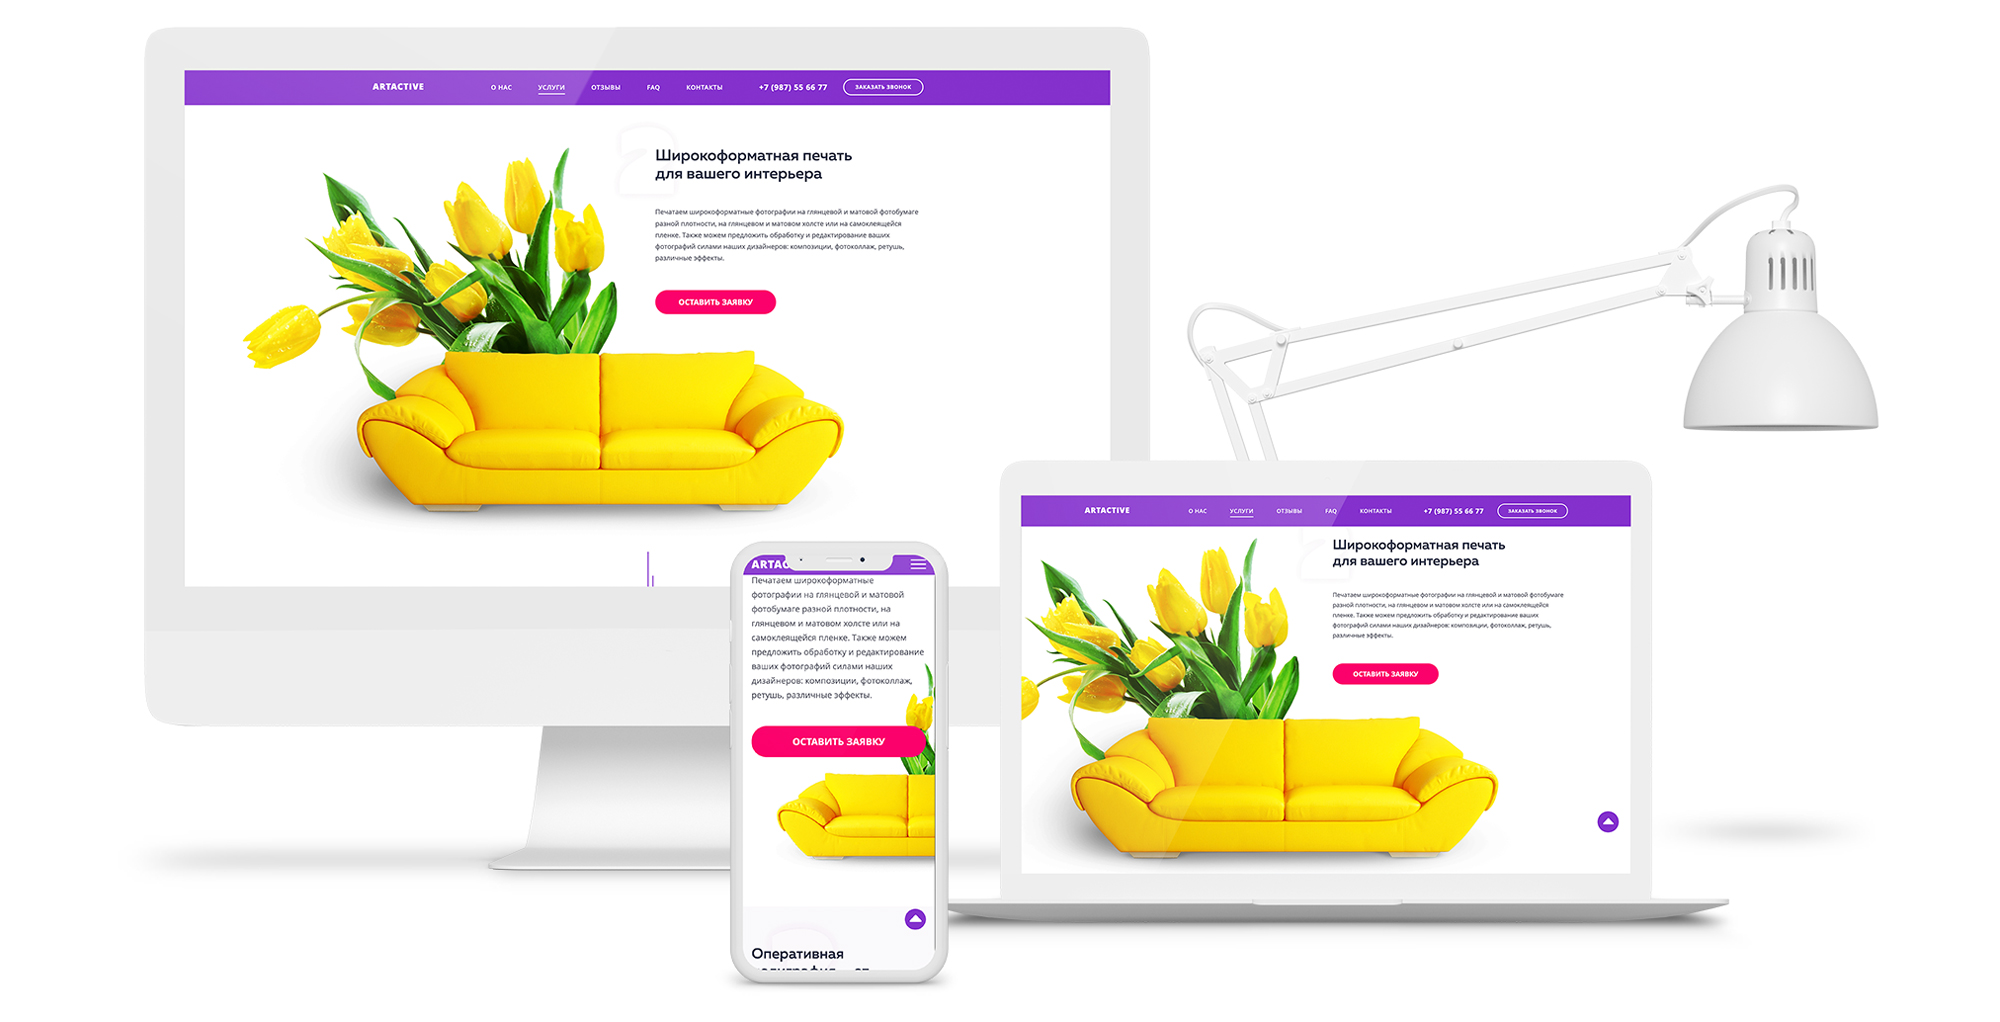 ARTACTIVE О НАС УСЛУГИ ОТЗЫВЫ FAQ КОНТАКТЫ +7 (987) 55 66 77 ЗАКАЗАТЬ ЗВОНОК
2
Широкоформатная печать
для вашего интерьера
Печатаем широкоформатные фотографии на глянцевой и матовой фотобумаге
разной плотности, на глянцевом и матовом холсте или на самоклеящейся
пленке. Также можем предложить обработку и редактирование ваших
фотографий силами наших дизайнеров: композиции, фотоколлаж, ретушь,
различные эффекты.
ОСТАВИТЬ ЗАЯВКУ
ARTAC
Печатаем широкоформатные
фотографии на глянцевой и матовой
фотобумаге разной плотности, на
глянцевом и матовом холсте или на
самоклеящейся пленке. Также можем
предложить обработку и редактирование
ваших фотографий силами наших
дизайнеров: композиции, фотоколлаж,
ретушь, различные эффекты.
ОСТАВИТЬ ЗАЯВКУ
Оперативная
ARTACTIVE О НАС УСЛУГИ ОТЗЫВЫ FAQ КОНТАКТЫ +7 (987) 55 66 77 ЗАКАЗАТЬ ЗВОНОК
2
Широкоформатная печать
для вашего интерьера
Печатаем широкоформатные фотографии на глянцевой и матовой фотобумаге
разной плотности, на глянцевом и матовом холсте или на самоклеящейся
пленке. Также можем предложить обработку и редактирование ваших
фотографий силами наших дизайнеров: композиции, фотоколлаж, ретушь,
различные эффекты.
ОСТАВИТЬ ЗАЯВКУ